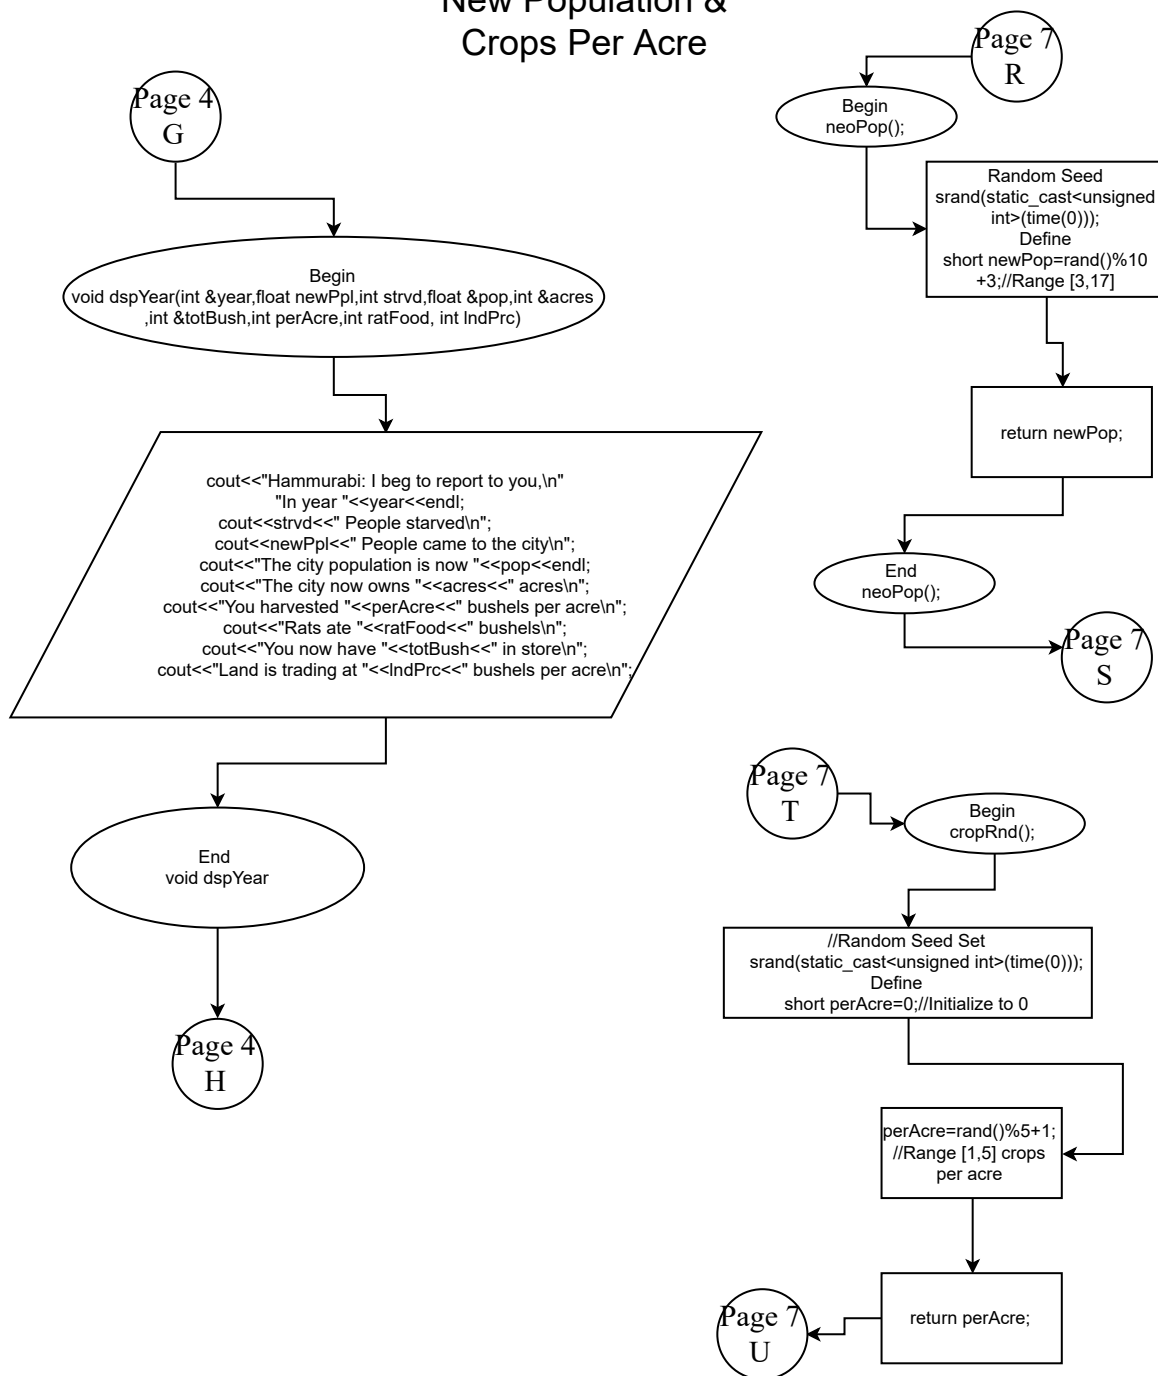 New Population &
Crops Per Acre
Page 4
G
Begin
void dspYear(int &year,float newPpl,int strvd,float &pop,int &acres
,int &totBush,int perAcre,int ratFood, int lndPrc)
cout<<"Hammurabi: I beg to report to you,\n"
"In year "<<year<<endl;
cout<<strvd<<" People starved\n";
cout<<newPpl<<" People came to the city\n";
cout<<"The city population is now "<<pop<<endl;
cout<<"The city now owns "<<acres<<" acres\n";
cout<<"You harvested "<<perAcre<<" bushels per acre\n";
cout<<"Rats ate "<<ratFood<<" bushels\n";
cout<<"You now have "<<totBush<<" in store\n";
cout<<"Land is trading at "<<lndPrc<<" bushels per acre\n";
End
void dspYear
Page 4
H
Page 7
R
Begin
neoPop();
Random Seed
srand(static_cast<unsigned
int>(time(0)));
Define
short newPop=rand()%10
+3;//Range [3,17]
return newPop;
End
neoPop();
Page 7
S
Page 7
T
Begin
cropRnd();
//Random Seed Set
srand(static_cast<unsigned int>(time(0)));
Define
short perAcre=0;//Initialize to 0
perAcre=rand()%5+1;
//Range [1,5] crops
per acre
return perAcre;
Page 7
U